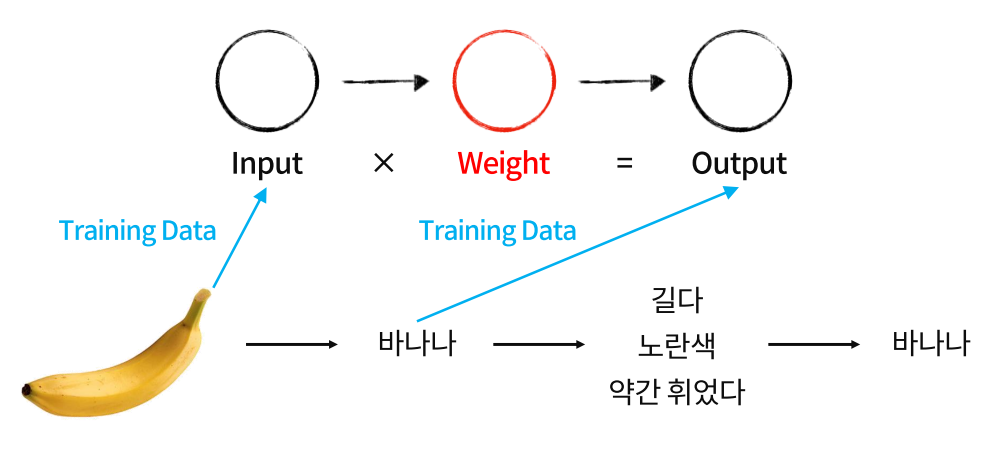 Input × Weight = Output
Training Data
Training Data
바나나
길다
노란색
약간 휘었다
바나나